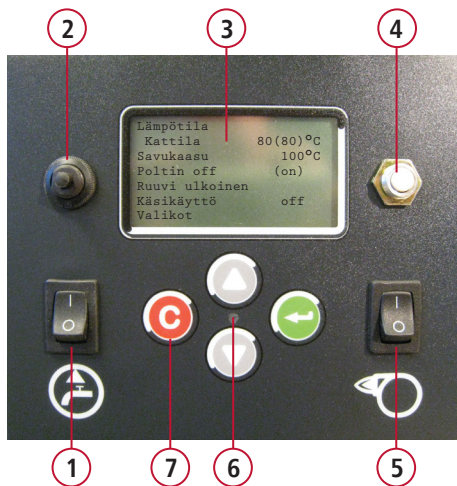 2 3 4
Lämpötila
Kattila 80(80)°C
Savukaasu 100°C
Poltin off (on)
Ruuvi ulkoinen
Käsikäyttö off
Valikot
I I
O O
C
1 7 6 5